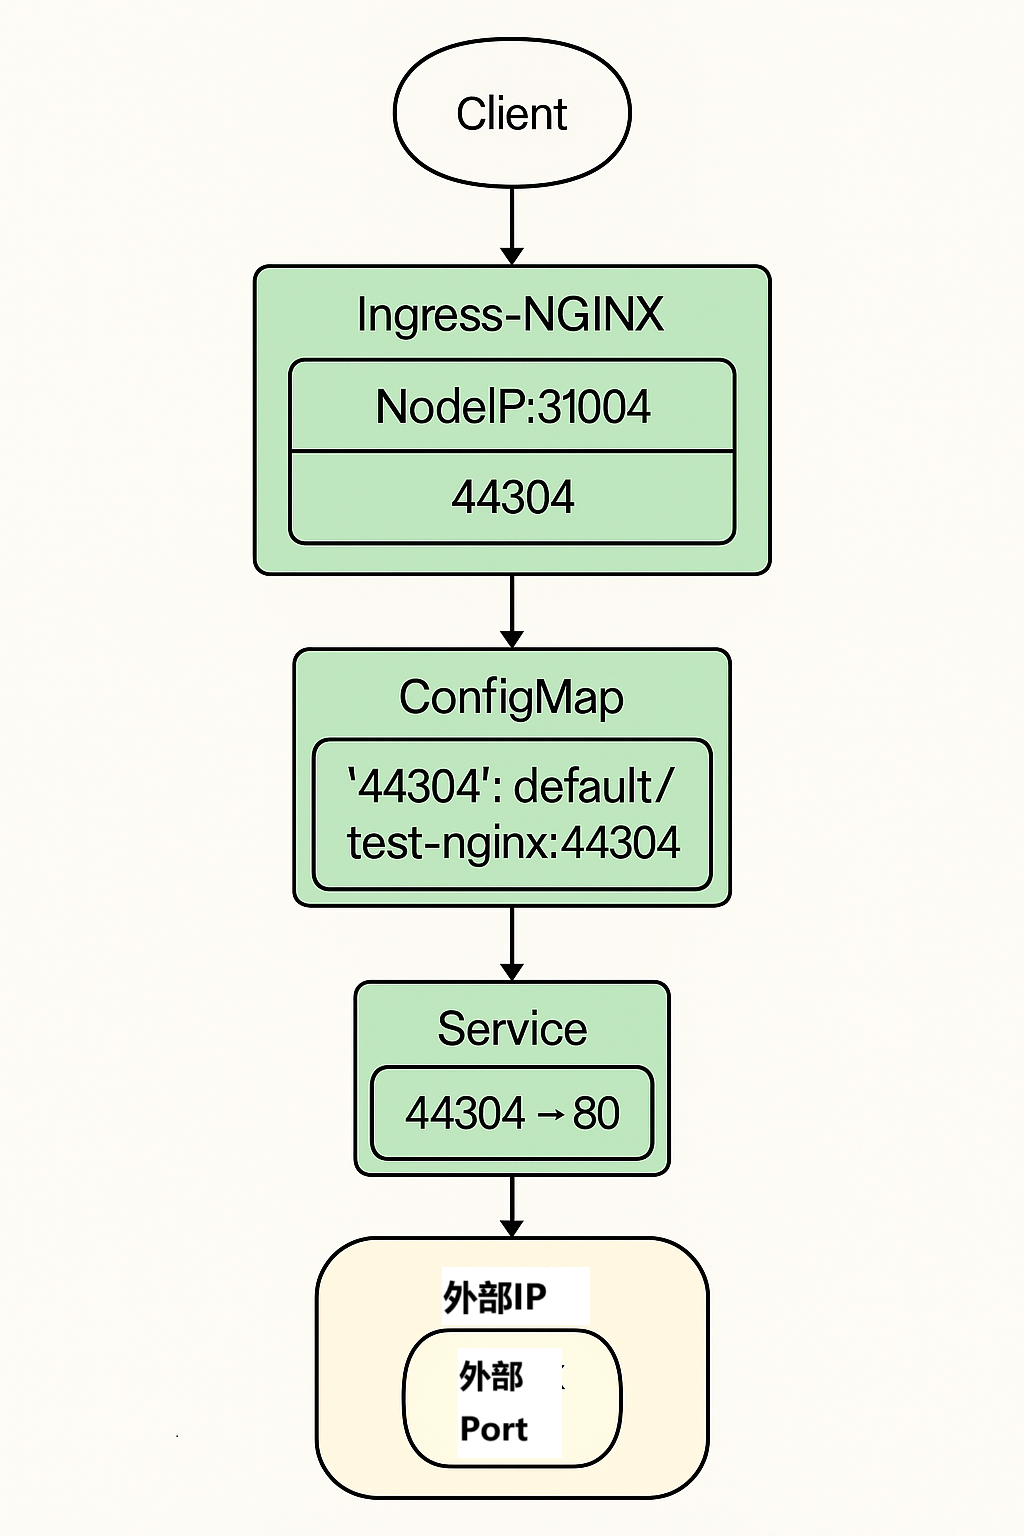 Client
Ingress-NGINX
NodeIP:31004
44304
ConfigMap
‛44304′: default/
test-nginx:44304
Service
44304→80
外部IP
外部
Port